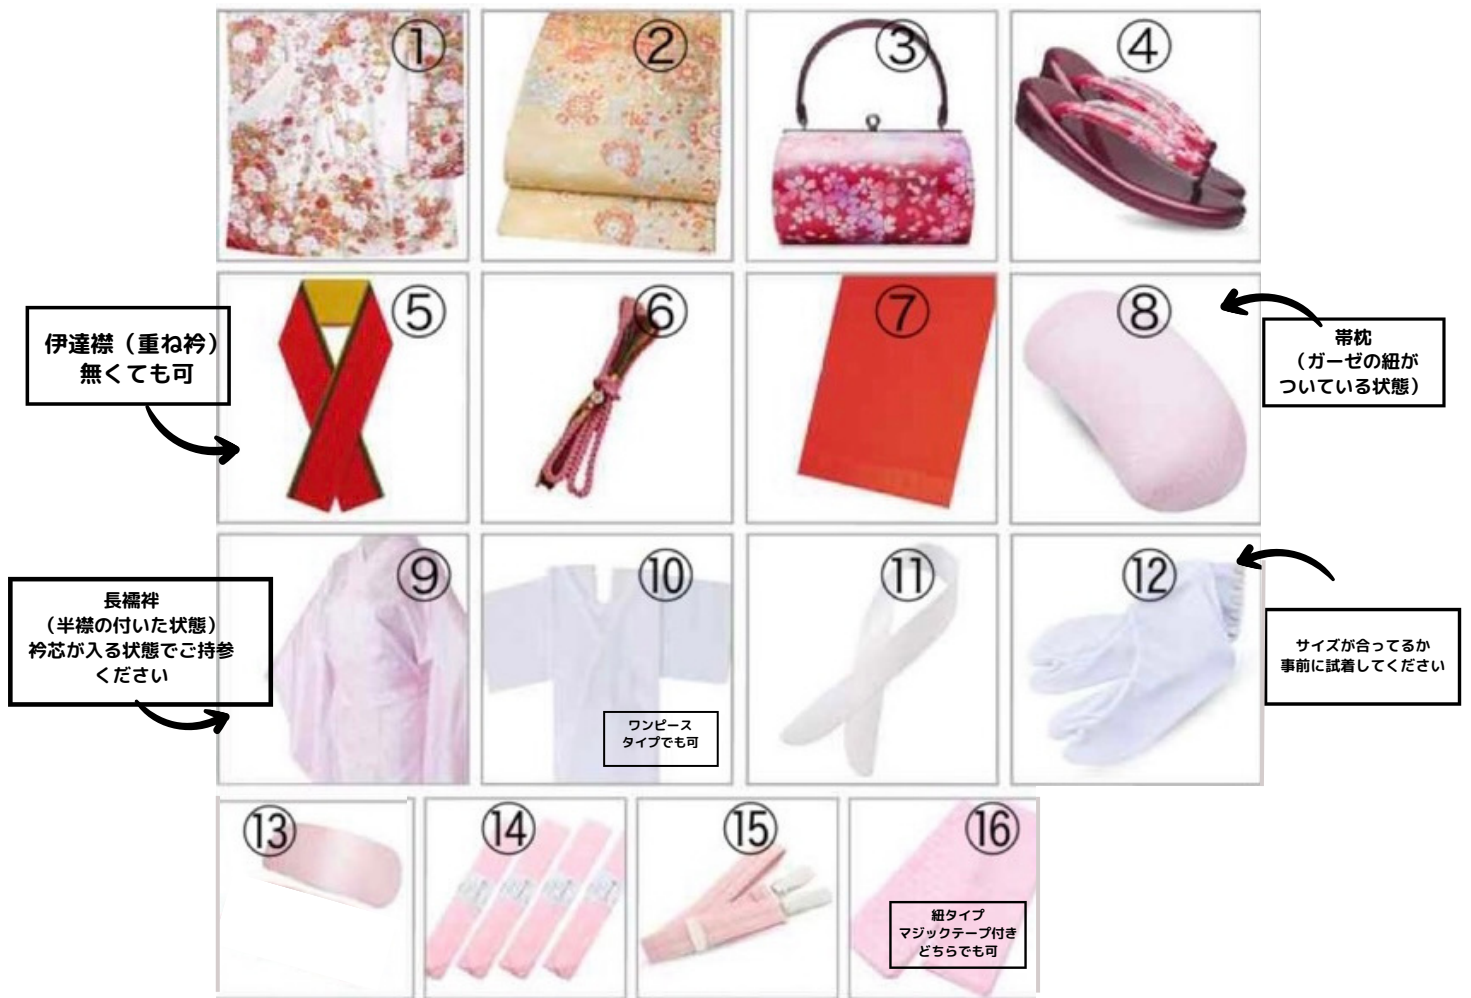 ①
②
③
④
伊達襟（重ね衿）
無くても可
⑤
⑥
⑦
⑧
帯枕
（ガーゼの紐が
ついている状態）
長襦袢
（半襟の付いた状態）
衿芯が入る状態でご持参
ください
⑨
⑩
ワンピース
タイプでも可
⑪
⑫
サイズが合ってるか
事前に試着してください
⑬
⑭
⑮
⑯
紐タイプ
マジックテープ付き
どちらでも可